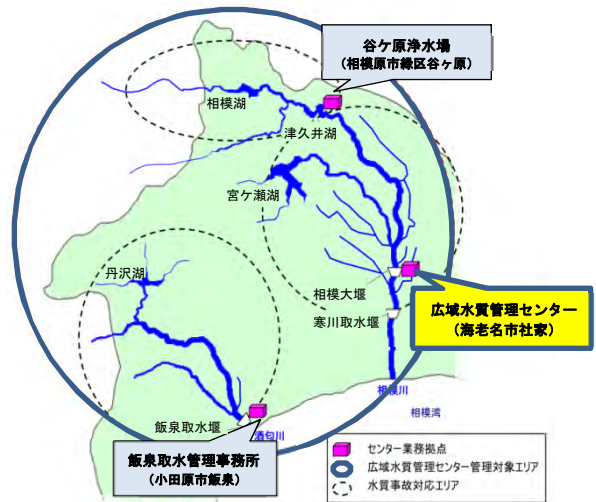 谷ケ原浄水場
（相模原市緑区谷ヶ原）
相模湖
津久井湖
宮ケ瀬湖
丹沢湖
相模大堰
寒川取水堰
広域水質管理センター
（海老名市社家）
相模川
相模湾
飯泉取水堰
酒匂川
飯泉取水管理事務所
（小田原市飯泉）
センター業務拠点
広域水質管理センター管理対象エリア
水質事故対応エリア